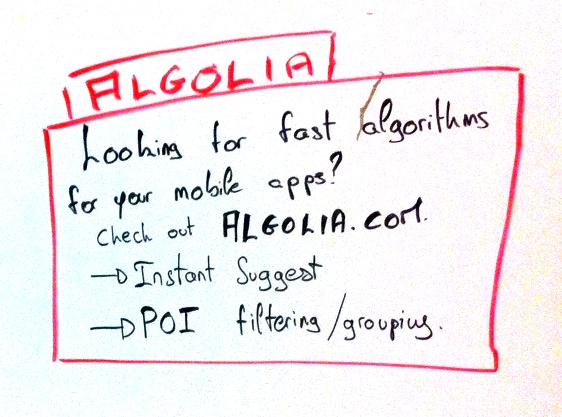 ALGOLIA
Looking for fast algorithms
for your mobile apps?
Check out ALGOLIA.com.
→ Instant Suggest
→ POI filtering/grouping.